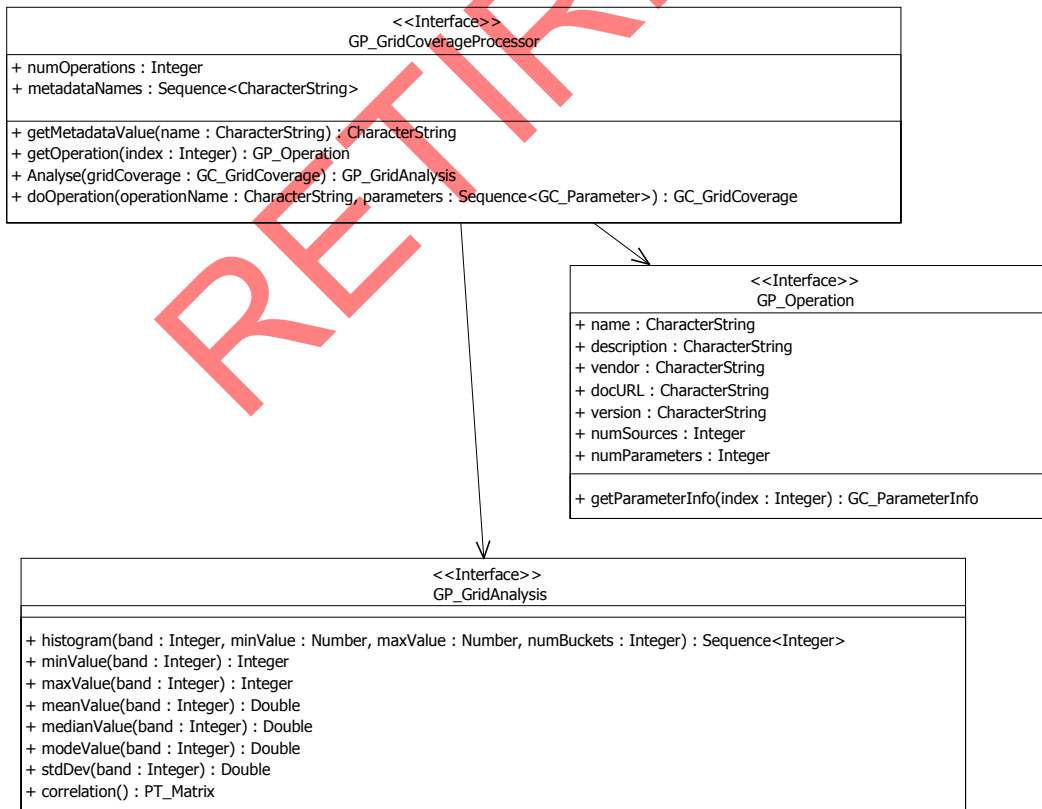 <<Interface>>
GP_GridCoverageProcessor
+ numOperations : Integer
+ metadataNames : Sequence<CharacterString>
+ getMetadataValue(name : CharacterString) : CharacterString
+ getOperation(index : Integer) : GP_Operation
+ Analyse(gridCoverage : GC_GridCoverage) : GP_GridAnalysis
+ doOperation(operationName : CharacterString, parameters : Sequence<GC_Parameter>) : GC_GridCoverage
<<Interface>>
GP_Operation
+ name : CharacterString
+ description : CharacterString
+ vendor : CharacterString
+ docURL : CharacterString
+ version : CharacterString
+ numSources : Integer
+ numParameters : Integer
+ getParameterInfo(index : Integer) : GC_ParameterInfo
<<Interface>>
GP_GridAnalysis
+ histogram(band : Integer, minValue : Number, maxValue : Number, numBuckets : Integer) : Sequence<Integer>
+ minValue(band : Integer) : Integer
+ maxValue(band : Integer) : Integer
+ meanValue(band : Integer) : Double
+ medianValue(band : Integer) : Double
+ modeValue(band : Integer) : Double
+ stdDev(band : Integer) : Double
+ correlation() : PT_Matrix
RETIR